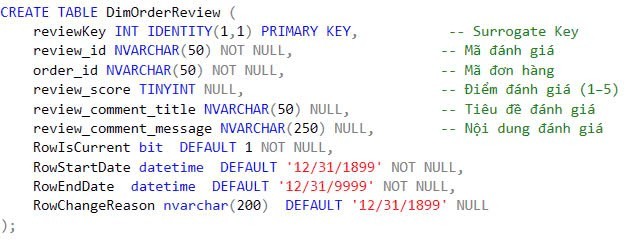 CREATE TABLE DimOrderReview (
    reviewKey INT IDENTITY(1,1) PRIMARY KEY,          -- Surrogate Key
    review_id NVARCHAR(50) NOT NULL,                 -- Mã đánh giá
    order_id NVARCHAR(50) NOT NULL,                  -- Mã đơn hàng
    review_score TINYINT NULL,                       -- Điểm đánh giá (1–5)
    review_comment_title NVARCHAR(50) NULL,          -- Tiêu đề đánh giá
    review_comment_message NVARCHAR(250) NULL,       -- Nội dung đánh giá
    RowIsCurrent bit  DEFAULT 1 NOT NULL,
    RowStartDate datetime  DEFAULT '12/31/1899' NOT NULL,
    RowEndDate  datetime  DEFAULT '12/31/9999' NOT NULL,
    RowChangeReason nvarchar(200)  DEFAULT '12/31/1899' NULL
);